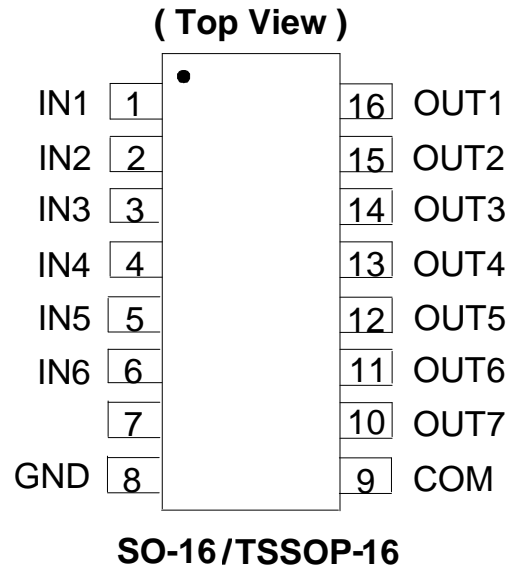 ( Top View )
IN1 1 16 OUT1
IN2 2 15 OUT2
IN3 3 14 OUT3
IN4 4 13 OUT4
IN5 5 12 OUT5
IN6 6 11 OUT6
7 10 OUT7
GND 8 9 COM
SO-16/TSSOP-16